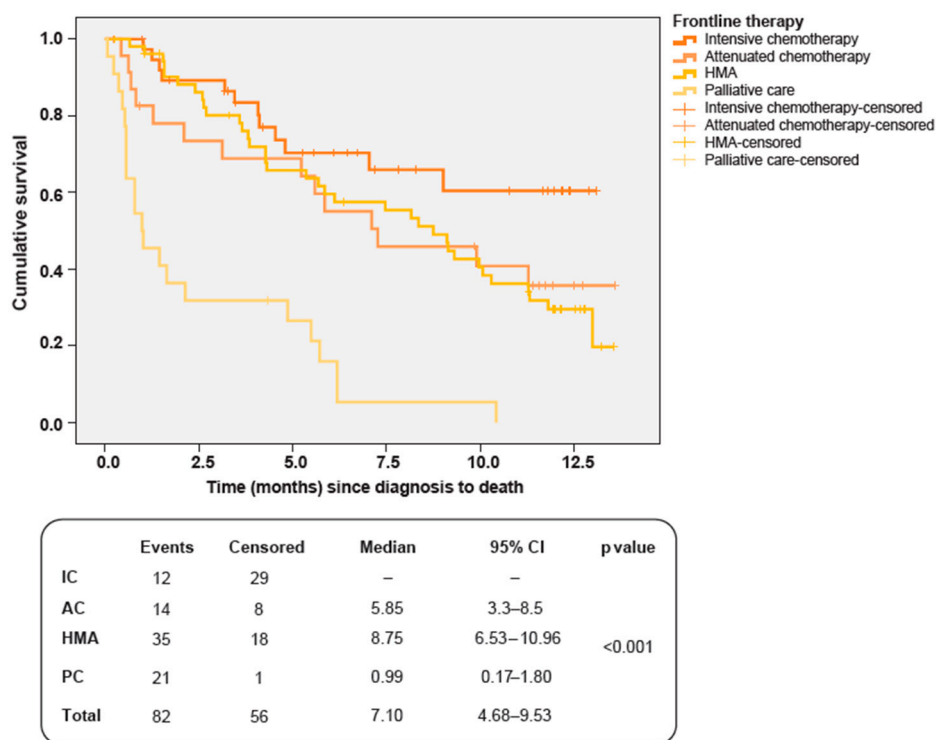 Frontline therapy
Intensive chemotherapy
Attenuated chemotherapy
HMA
Palliative care
Intensive chemotherapy-censored
Attenuated chemotherapy-censored
HMA-censored
Palliative care-censored
Cumulative survival
1.0
0.8
0.6
0.4
0.2
0.0
0.0 2.5 5.0 7.5 10.0 12.5
Time (months) since diagnosis to death
Events Censored Median 95% CI p value
IC 12 29 – –
AC 14 8 5.85 3.3–8.5
HMA 35 18 8.75 6.53–10.96
<0.001
PC 21 1 0.99 0.17–1.80
Total 82 56 7.10 4.68–9.53